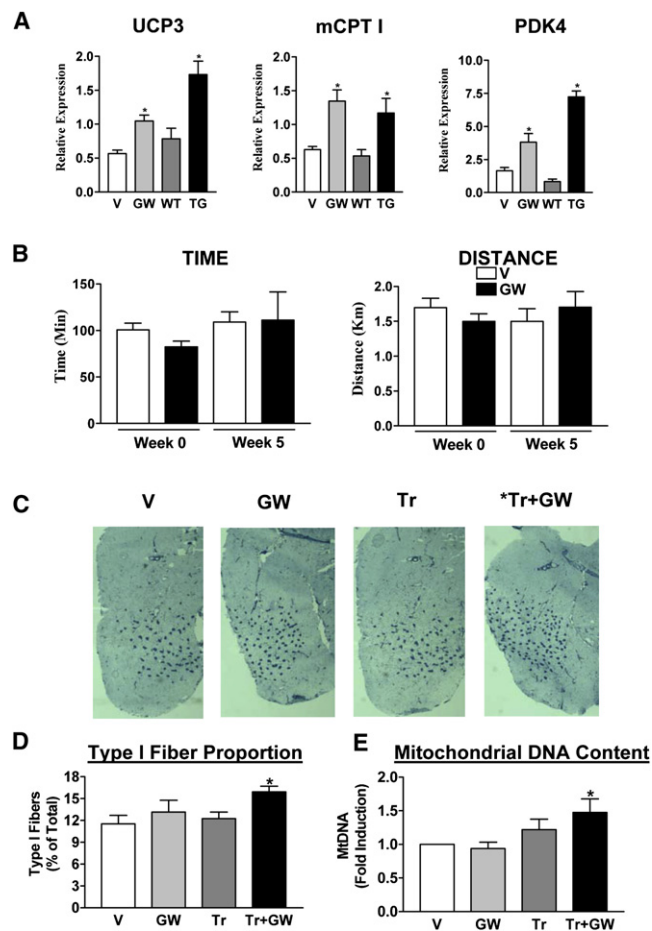 A
UCP3
mCPT I
PDK4
Relative Expression
2.0
1.5
1.0
0.5
0.0
V GW WT TG
*
*
Relative Expression
2.0
1.5
1.0
0.5
0.0
V GW WT TG
*
*
Relative Expression
10.0
7.5
5.0
2.5
0.0
V GW WT TG
*
*
B
TIME
Time (Min)
150
100
50
0
Week 0 Week 5
DISTANCE
V
GW
Distance (Km)
2.0
1.5
1.0
0.5
0.0
Week 0 Week 5
C
V
GW
Tr
*Tr+GW
D
Type I Fiber Proportion
Type I Fibers
(% of Total)
18
15
12
9
6
3
0
*
V GW Tr Tr+GW
E
Mitochondrial DNA Content
MtDNA
(Fold Induction)
2.0
1.5
1.0
0.5
0.0
*
V GW Tr Tr+GW